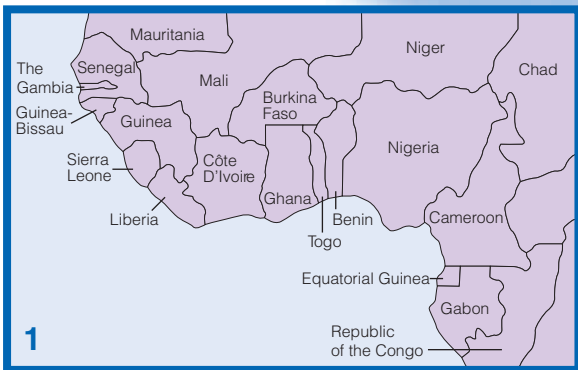 Mauritania
Niger
Chad
The
Gambia
Senegal
Mali
Guinea-
Bissau
Guinea
Burkina
Faso
Sierra
Leone
Côte
D'Ivoire
Ghana
Nigeria
Liberia
Togo
Benin
Cameroon
Equatorial Guinea
Gabon
Republic
of the Congo
1